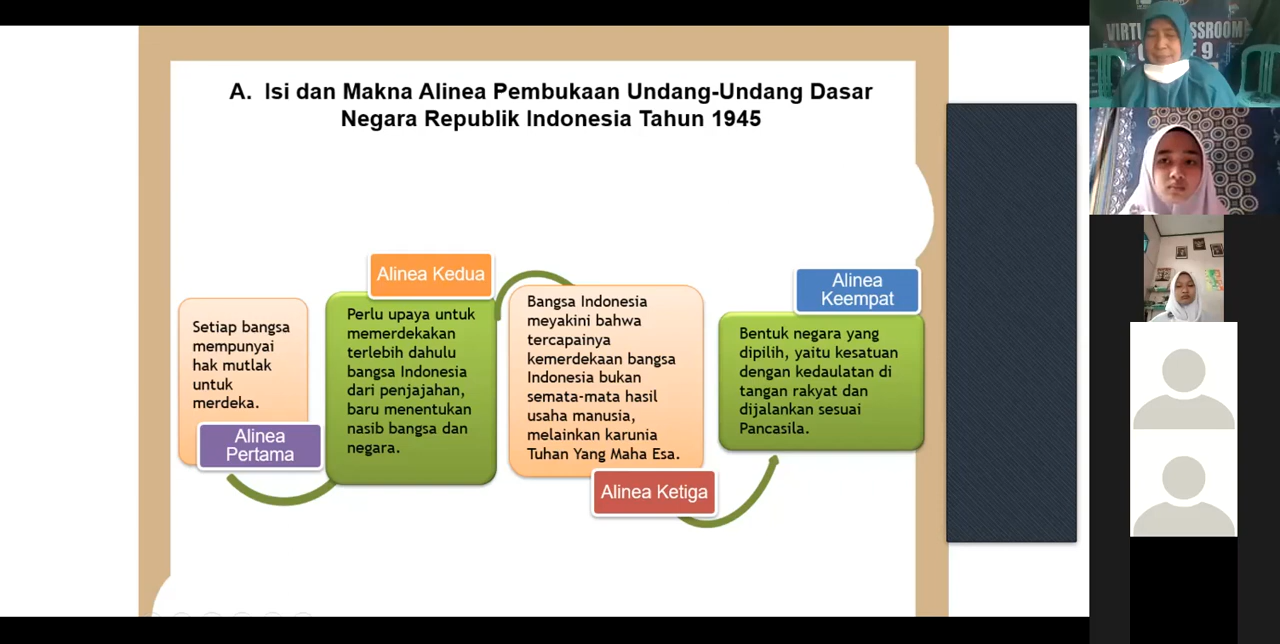 A. Isi dan Makna Alinea Pembukaan Undang-Undang Dasar
Negara Republik Indonesia Tahun 1945
Setiap bangsa
mempunyai
hak mutlak
untuk
merdeka.
Alinea
Pertama
Alinea Kedua
Perlu upaya untuk
memerdekakan
terlebih dahulu
bangsa Indonesia
dari penjajahan,
baru menentukan
nasib bangsa dan
negara.
Bangsa Indonesia
meyakini bahwa
tercapainya
kemerdekaan bangsa
Indonesia bukan
semata-mata hasil
usaha manusia,
melainkan karunia
Tuhan Yang Maha Esa.
Alinea Ketiga
Alinea
Keempat
Bentuk negara yang
dipilih, yaitu kesatuan
dengan kedaulatan di
tangan rakyat dan
dijalankan sesuai
Pancasila.